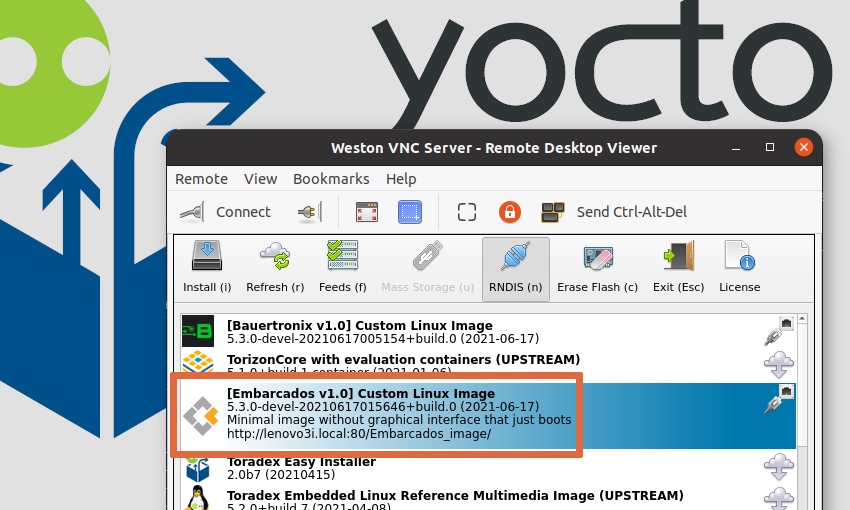 yocto
Weston VNC Server - Remote Desktop Viewer
Remote View Bookmarks Help
Connect Send Ctrl-Alt-Del
Install (i) Refresh (r) Feeds (f) Mass Storage (u) RNDIS (n) Erase Flash (c) Exit (Esc) License
[Bauertronix v1.0] Custom Linux Image
5.3.0-devel-20210617005154+build.0 (2021-06-17)
TorizonCore with evaluation containers (UPSTREAM)
5.1.0+build.1-container (2021-01-06)
[Embarcados v1.0] Custom Linux Image
5.3.0-devel-20210617015646+build.0 (2021-06-17)
Minimal image without graphical interface that just boots
http://lenovo3i.local:80/Embarcados_image/
Toradex Easy Installer
2.0b7 (20210415)
Toradex Embedded Linux Reference Multimedia Image (UPSTREAM)
5.2.0+build.7 (2021-04-08)